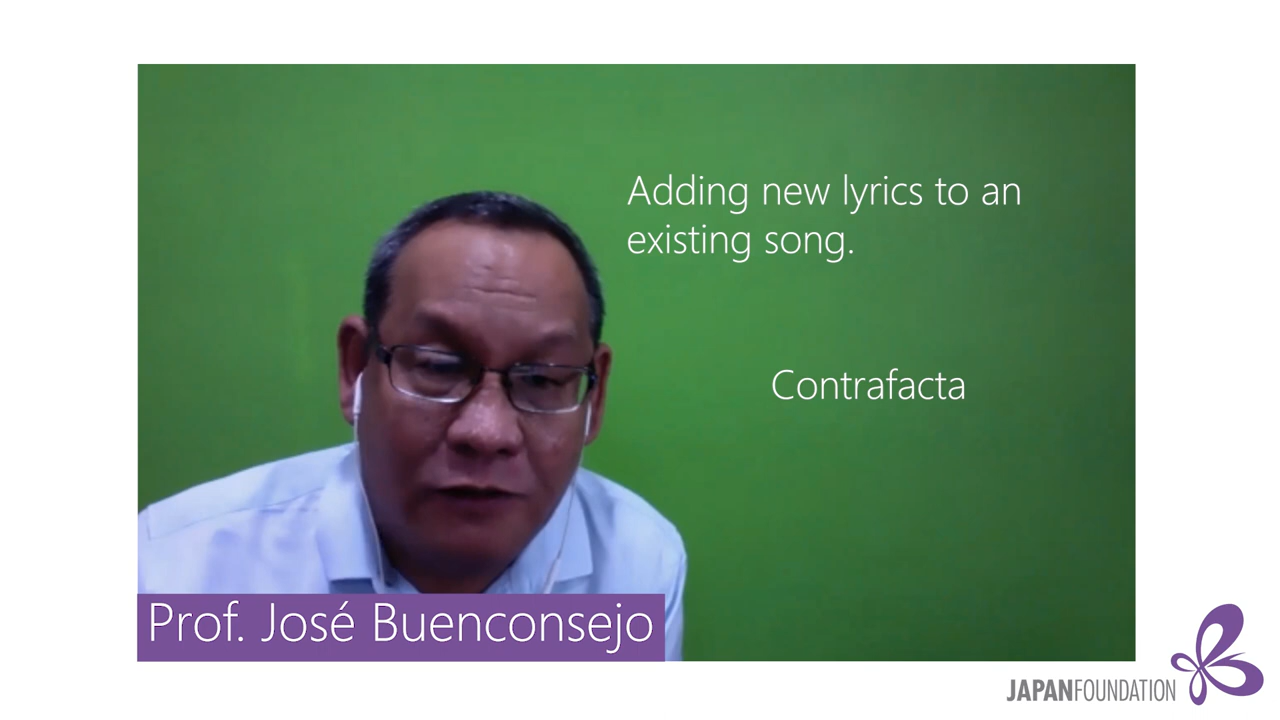 Adding new lyrics to an
existing song.
Contrafacta
Prof. José Buenconsejo
JAPANFOUNDATION